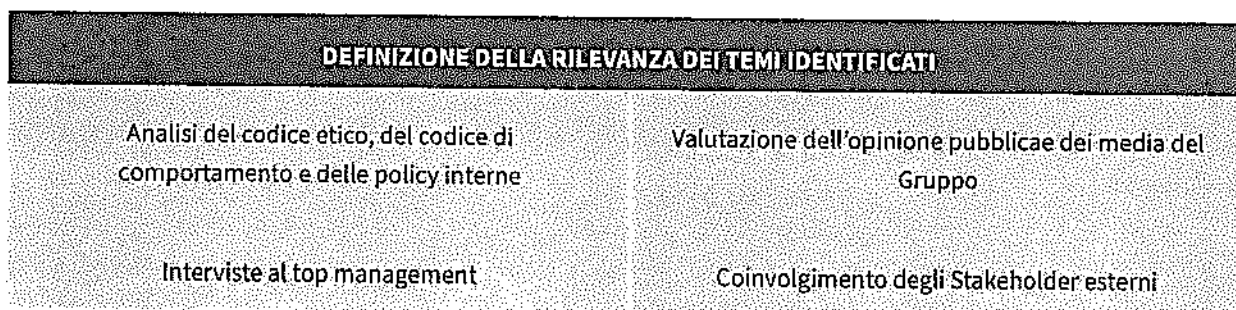 DEFINIZIONE DELLA RILEVANZA DEI TEMI IDENTIFICATI
Analisi del codice etico, del codice di
comportamento e delle policy interne
Valutazione dell'opinione pubblicae dei media del
Gruppo
Interviste al top management
Coinvolgimento degli Stakeholder esterni